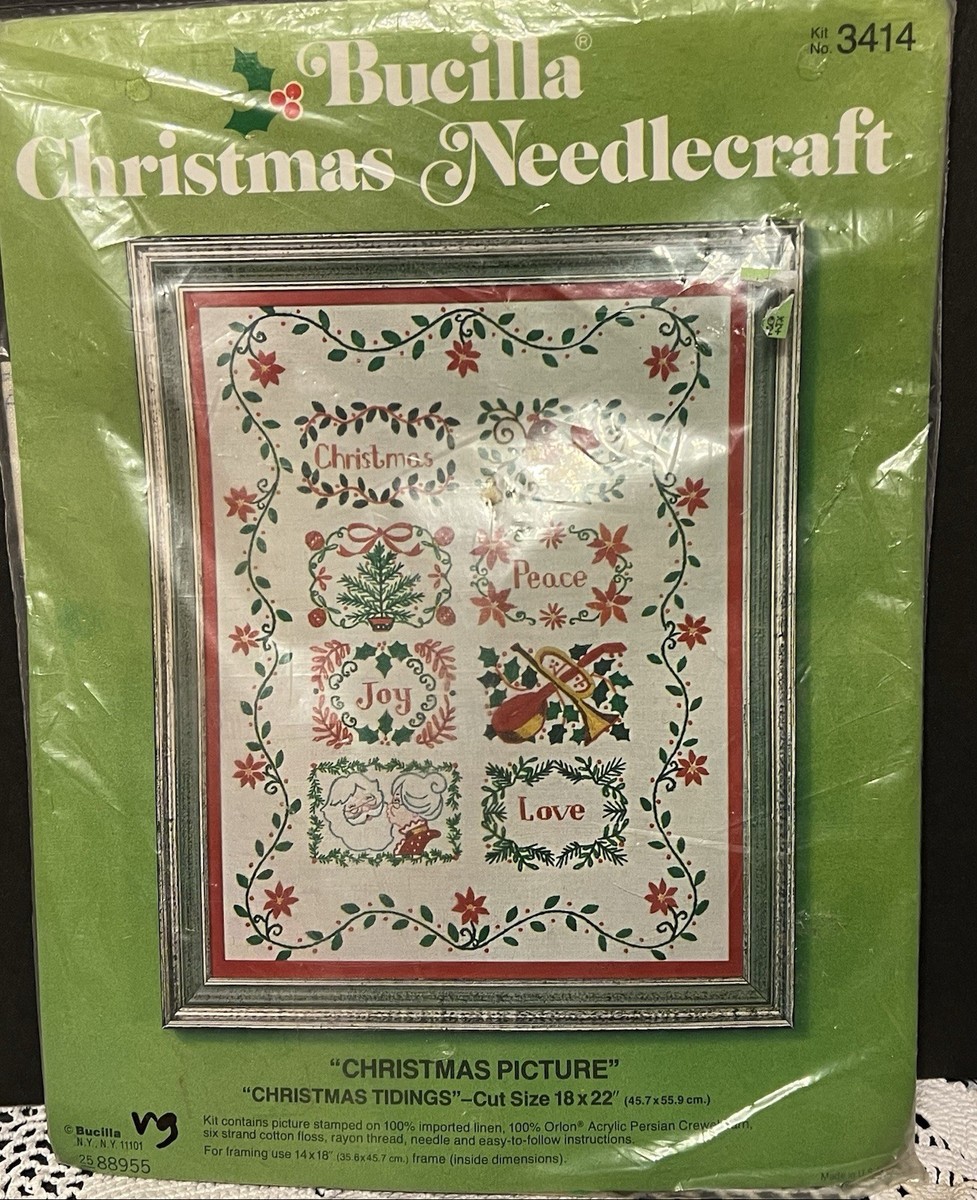 Bucilla®
Kit No. 3414
Christmas Needlecraft
Christmas
Peace
Joy
Love
"CHRISTMAS PICTURE"
"CHRISTMAS TIDINGS"–Cut Size 18 x 22" (45.7 x 55.9 cm.)
Kit contains picture stamped on 100% imported linen, 100% Orlon® Acrylic Persian Crewel
six strand cotton floss, rayon thread, needle and easy-to-follow instructions.
For framing use 14 x 18" (35.6 x 45.7 cm.) frame (inside dimensions).
© Bucilla
N.Y., N.Y. 11101
25 88955
vg
Made in U.S.